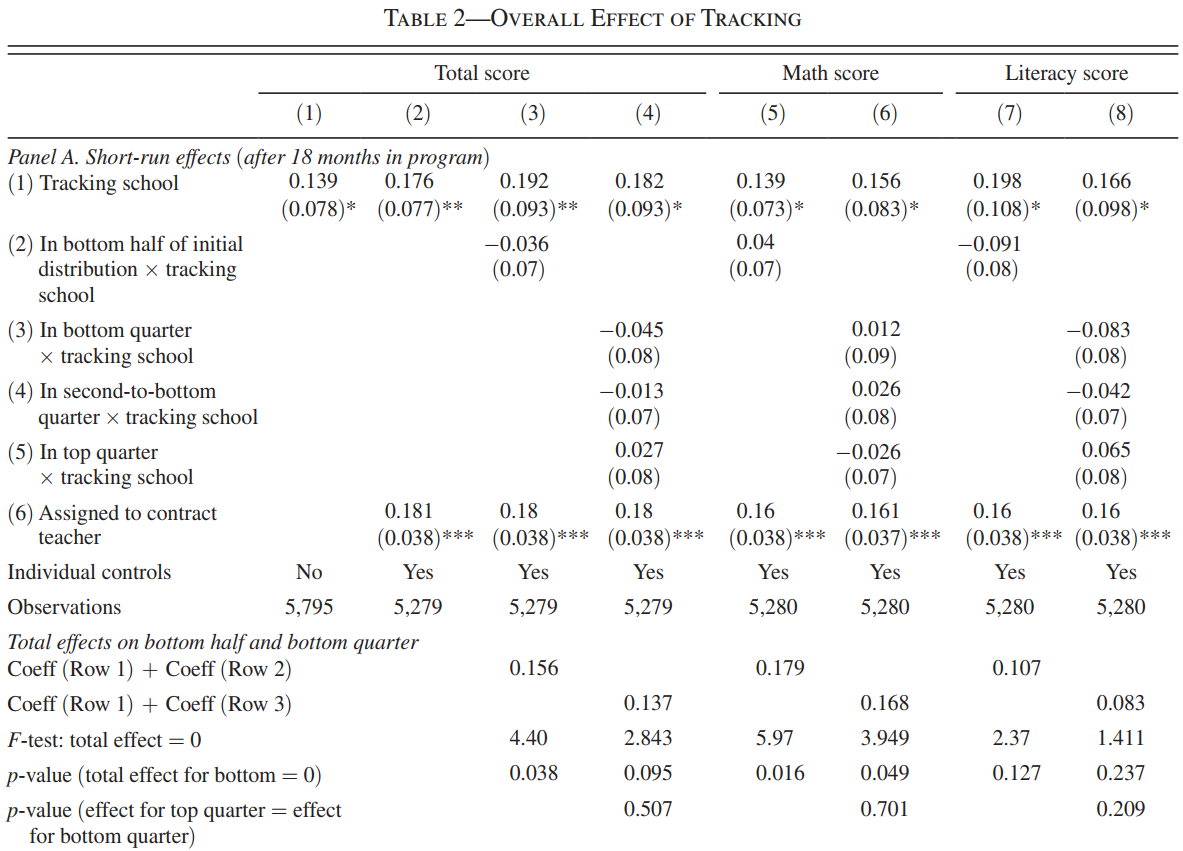 TABLE 2—OVERALL EFFECT OF TRACKING
Total score Math score Literacy score
(1) (2) (3) (4) (5) (6) (7) (8)
Panel A. Short-run effects (after 18 months in program)
(1) Tracking school 0.139 0.176 0.192 0.182 0.139 0.156 0.198 0.166
(0.078)* (0.077)** (0.093)** (0.093)* (0.073)* (0.083)* (0.108)* (0.098)*
(2) In bottom half of initial −0.036 0.04 −0.091
distribution × tracking (0.07) (0.07) (0.08)
school
(3) In bottom quarter −0.045 0.012 −0.083
× tracking school (0.08) (0.09) (0.08)
(4) In second-to-bottom −0.013 0.026 −0.042
quarter × tracking school (0.07) (0.08) (0.07)
(5) In top quarter 0.027 −0.026 0.065
× tracking school (0.08) (0.07) (0.08)
(6) Assigned to contract 0.181 0.18 0.18 0.16 0.161 0.16 0.16
teacher (0.038)*** (0.038)*** (0.038)*** (0.038)*** (0.037)*** (0.038)*** (0.038)***
Individual controls No Yes Yes Yes Yes Yes Yes Yes
Observations 5,795 5,279 5,279 5,279 5,280 5,280 5,280 5,280
Total effects on bottom half and bottom quarter
Coeff (Row 1) + Coeff (Row 2) 0.156 0.179 0.107
Coeff (Row 1) + Coeff (Row 3) 0.137 0.168 0.083
F-test: total effect = 0 4.40 2.843 5.97 3.949 2.37 1.411
p-value (total effect for bottom = 0) 0.038 0.095 0.016 0.049 0.127 0.237
p-value (effect for top quarter = effect 0.507 0.701 0.209
for bottom quarter)